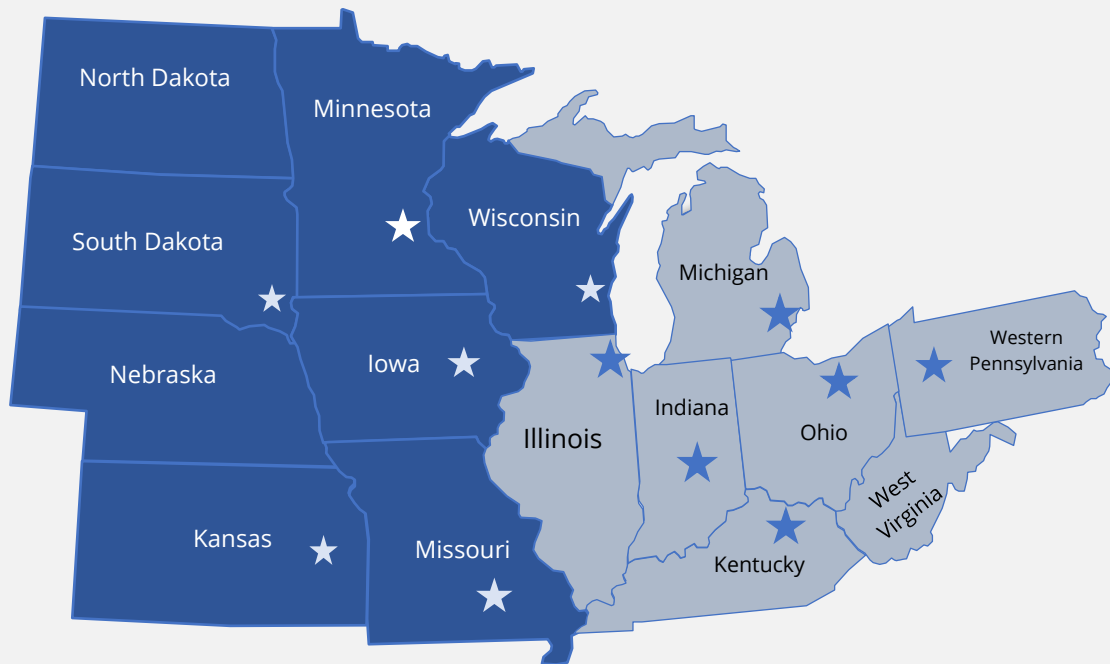 North Dakota
Minnesota
South Dakota
Wisconsin
Michigan
Nebraska
Iowa
Western
Pennsylvania
Indiana
Illinois
Ohio
West
Virginia
Kansas
Missouri
Kentucky